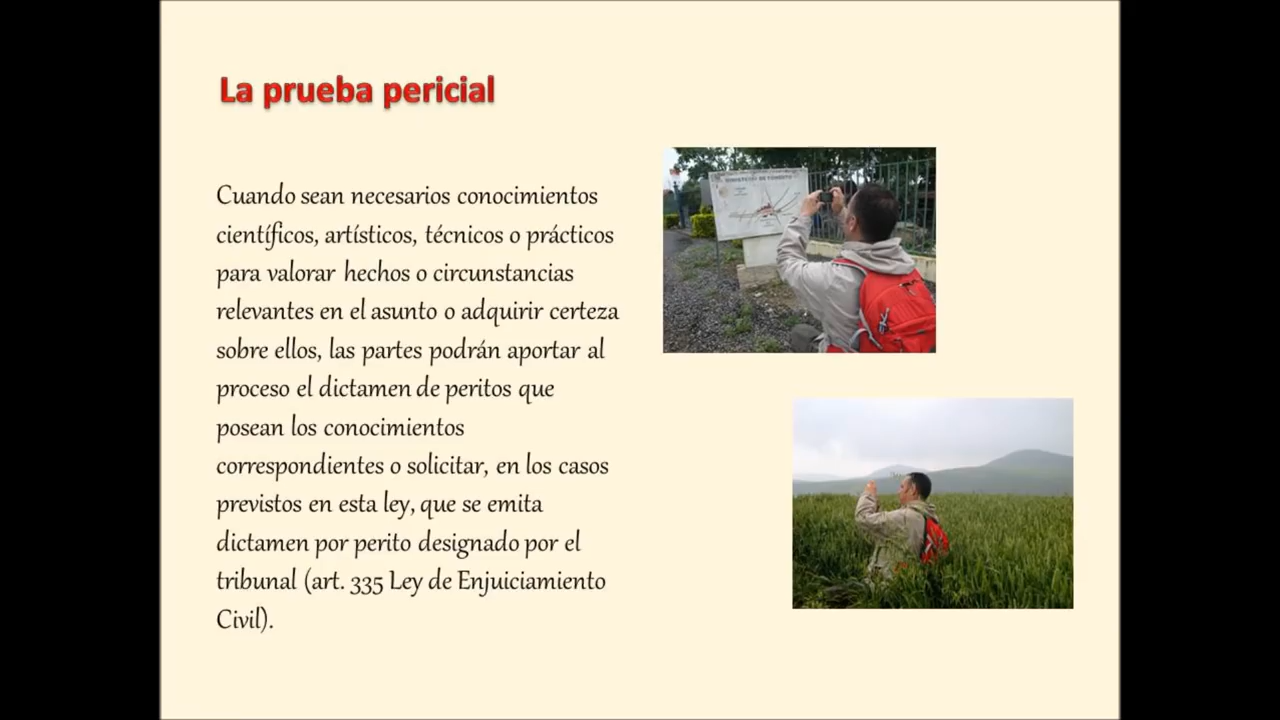 La prueba pericial
Cuando sean necesarios conocimientos
científicos, artísticos, técnicos o prácticos
para valorar hechos o circunstancias
relevantes en el asunto o adquirir certeza
sobre ellos, las partes podrán aportar al
proceso el dictamen de peritos que
posean los conocimientos
correspondientes o solicitar, en los casos
previstos en esta ley, que se emita
dictamen por perito designado por el
tribunal (art. 335 Ley de Enjuiciamiento
Civil).